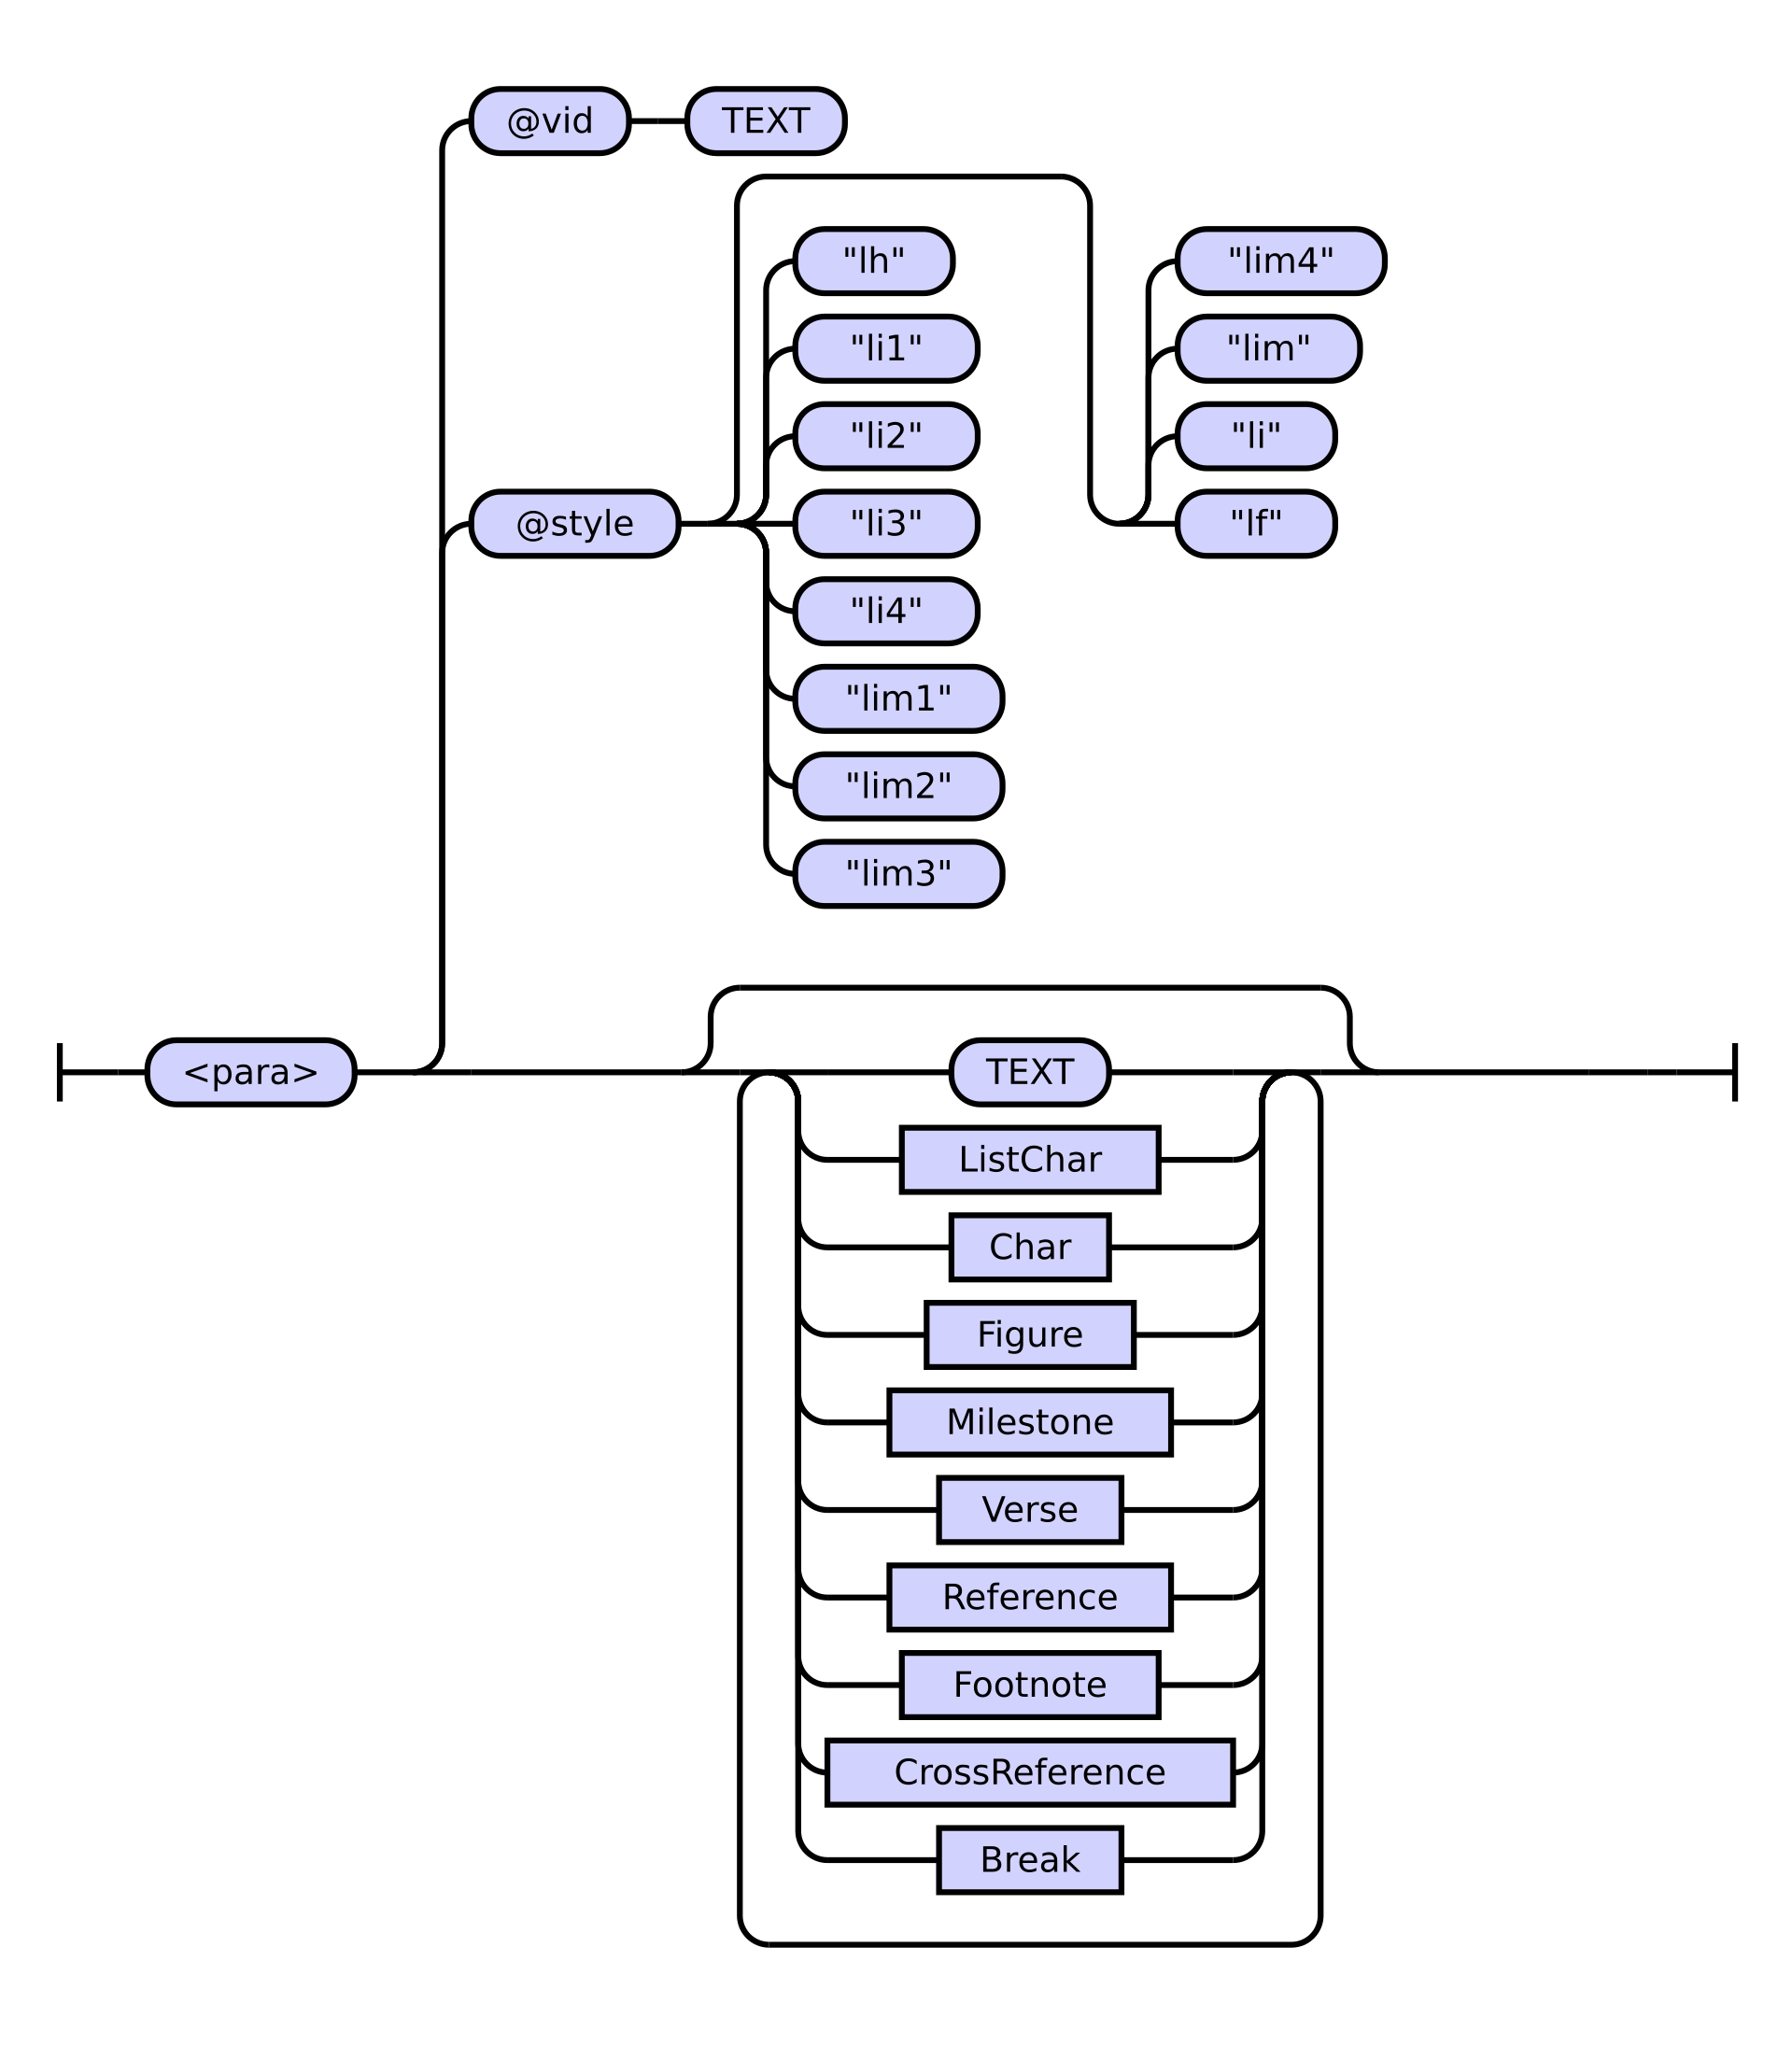 @vid TEXT
"lh" "lim4"
"li1" "lim"
"li2" "li"
@style "li3" "lf"
"li4"
"lim1"
"lim2"
"lim3"
<para> TEXT
ListChar
Char
Figure
Milestone
Verse
Reference
Footnote
CrossReference
Break